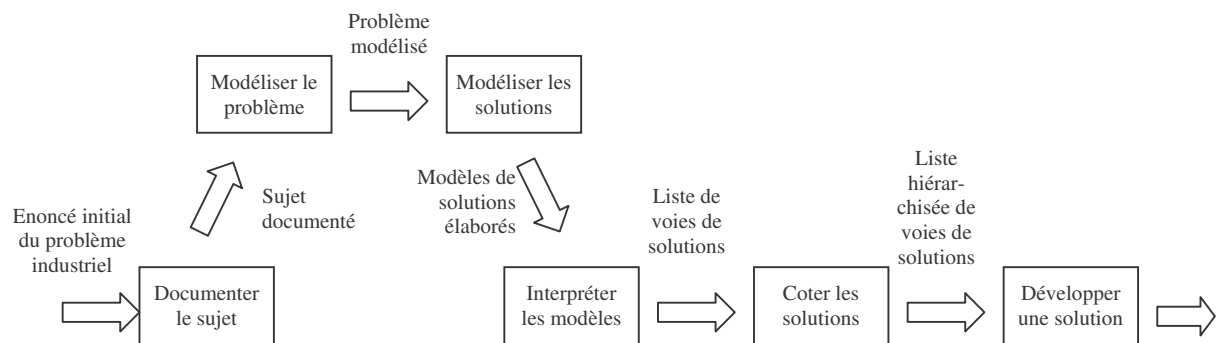 Enoncé initial
du problème
industriel
Documenter
le sujet
Sujet
documenté
Modéliser le
problème
Problème
modélisé
Modéliser les
solutions
Modèles de
solutions
élaborés
Interpréter
les modèles
Liste de
voies de
solutions
Coter les
solutions
Liste
hiérar-
chisée de
voies de
solutions
Développer
une solution